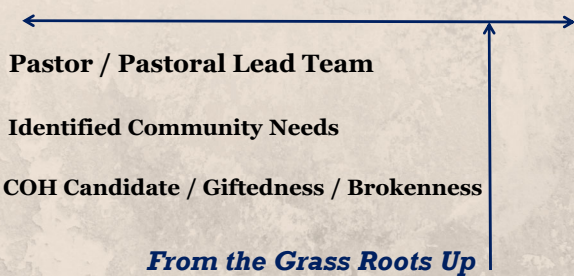 Pastor / Pastoral Lead Team
Identified Community Needs
COH Candidate / Giftedness / Brokenness
From the Grass Roots Up